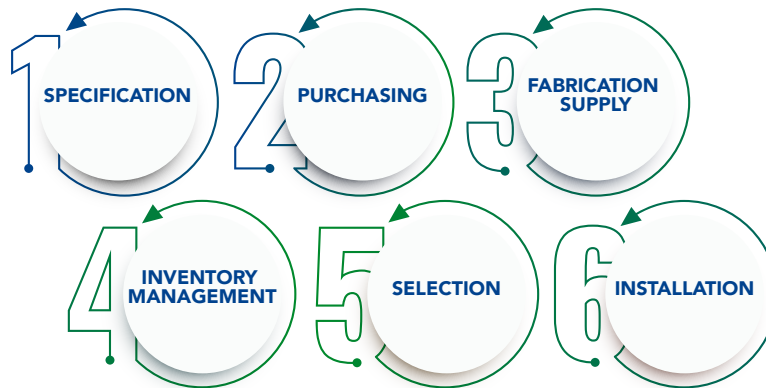 1
SPECIFICATION
2
PURCHASING
3
FABRICATION
SUPPLY
4
INVENTORY
MANAGEMENT
5
SELECTION
6
INSTALLATION